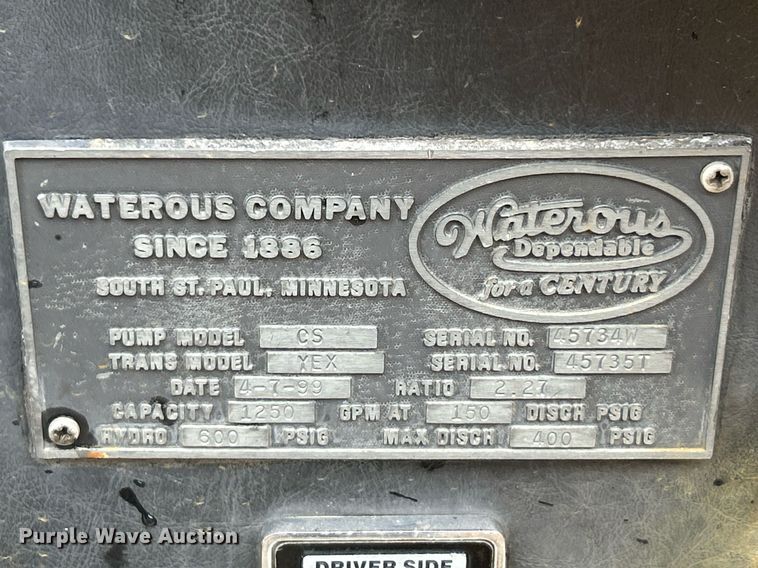 WATEROUS COMPANY
SINCE 1886
SOUTH ST. PAUL, MINNESOTA
Waterous
Dependable
for a CENTURY
PUMP MODEL CS SERIAL NO. 45734W
TRANS MODEL YEX SERIAL NO. 45735T
DATE 4-7-99 RATIO 2.27
CAPACITY 1250 GPM AT 150 DISCH PSIG
HYDRO 600 PSIG MAX DISCH 400 PSIG
Purple Wave Auction
DRIVER SIDE